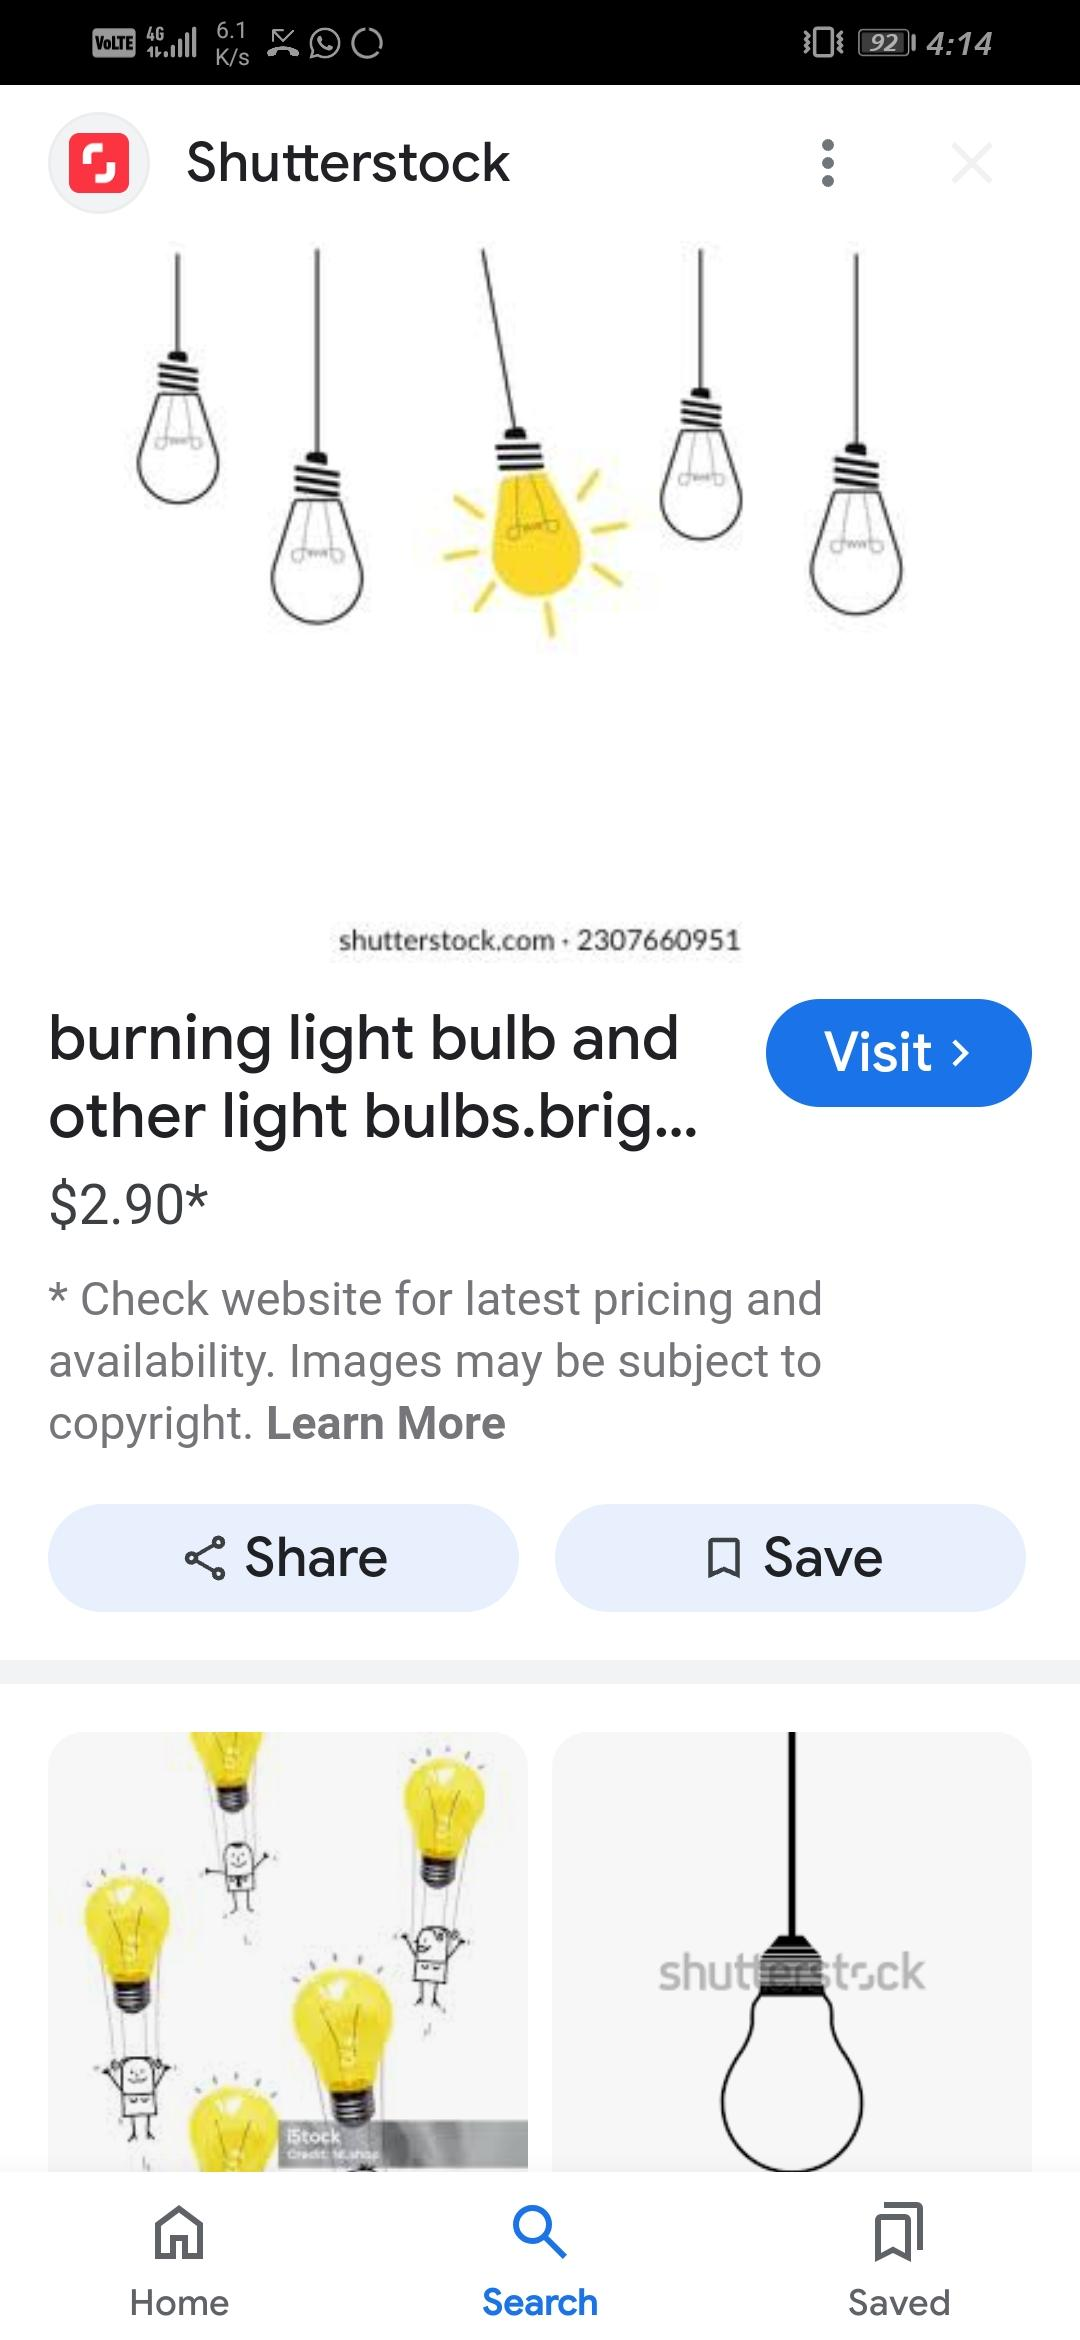 VoLTE 4G 6.1 K/s 92 4:14
Shutterstock
shutterstock.com · 2307660951
burning light bulb and
other light bulbs.brig...
Visit
$2.90*
* Check website for latest pricing and
availability. Images may be subject to
copyright. Learn More
Share Save
shutterstock
iStock
Home Search Saved